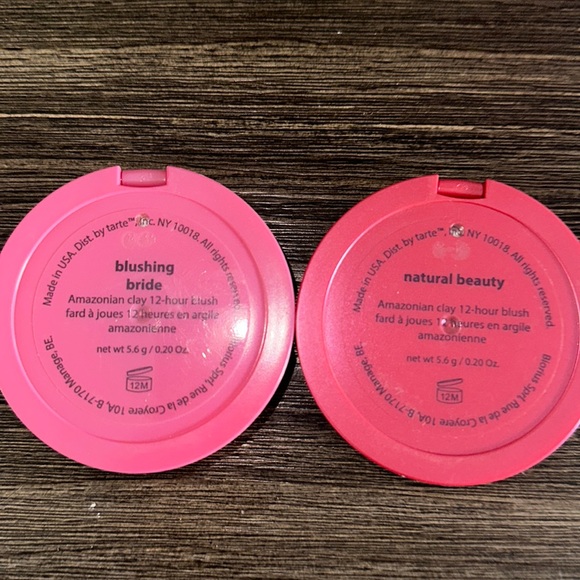 Made in USA. Dist. by tarte™, Inc. NY 10018. All rights reserved.
blushing
bride
Amazonian clay 12-hour blush
fard à joues 12 heures en argile
amazonienne
net wt 5.6 g / 0.20 Oz.
12M
Bronius Sprl, Rue de la Croyere 10A, B-7170 Manage, BE.
Made in USA. Dist. by tarte™, Inc. NY 10018. All rights reserved.
natural beauty
Amazonian clay 12-hour blush
fard à joues 12 heures en argile
amazonienne
net wt 5.6 g / 0.20 Oz.
12M
Bronius Sprl, Rue de la Croyere 10A, B-7170 Manage, BE.